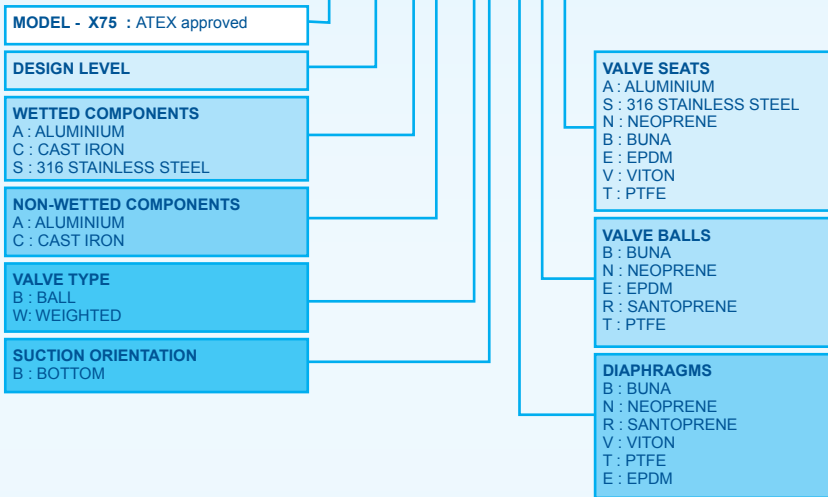 MODEL - X75 : ATEX approved
DESIGN LEVEL
WETTED COMPONENTS
A : ALUMINIUM
C : CAST IRON
S : 316 STAINLESS STEEL
NON-WETTED COMPONENTS
A : ALUMINIUM
C : CAST IRON
VALVE TYPE
B : BALL
W: WEIGHTED
SUCTION ORIENTATION
B : BOTTOM
VALVE SEATS
A : ALUMINIUM
S : 316 STAINLESS STEEL
N : NEOPRENE
B : BUNA
E : EPDM
V : VITON
T : PTFE
VALVE BALLS
B : BUNA
N : NEOPRENE
E : EPDM
R : SANTOPRENE
T : PTFE
DIAPHRAGMS
B : BUNA
N : NEOPRENE
R : SANTOPRENE
V : VITON
T : PTFE
E : EPDM